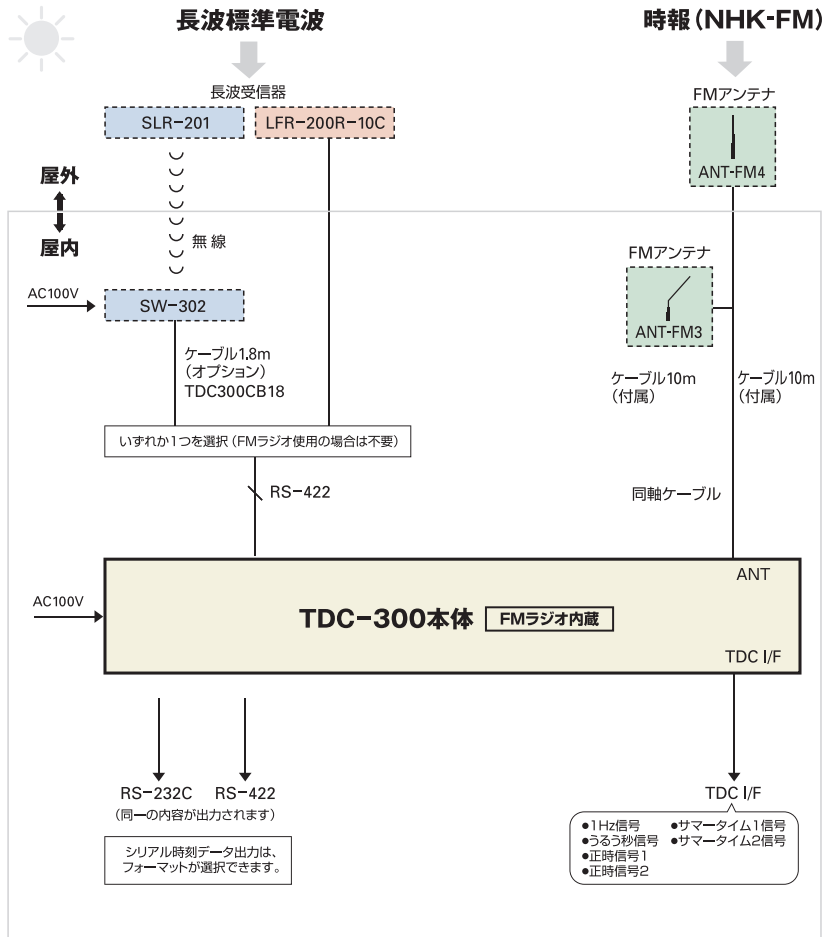 長波標準電波
時報(NHK-FM)
長波受信器
SLR-201
LFR-200R-10C
FMアンテナ
ANT-FM4
屋外
屋内
無線
FMアンテナ
ANT-FM3
AC100V
SW-302
ケーブル1.8m
(オプション)
TDC300CB18
ケーブル10m
(付属)
ケーブル10m
(付属)
いずれか1つを選択(FMラジオ使用の場合は不要)
RS-422
同軸ケーブル
ANT
AC100V
TDC-300本体
FMラジオ内蔵
TDC I/F
RS-232C
RS-422
(同一の内容が出力されます)
シリアル時刻データ出力は、
フォーマットが選択できます。
TDC I/F
●1Hz信号
●うるう秒信号
●正時信号1
●正時信号2
●サマータイム1信号
●サマータイム2信号